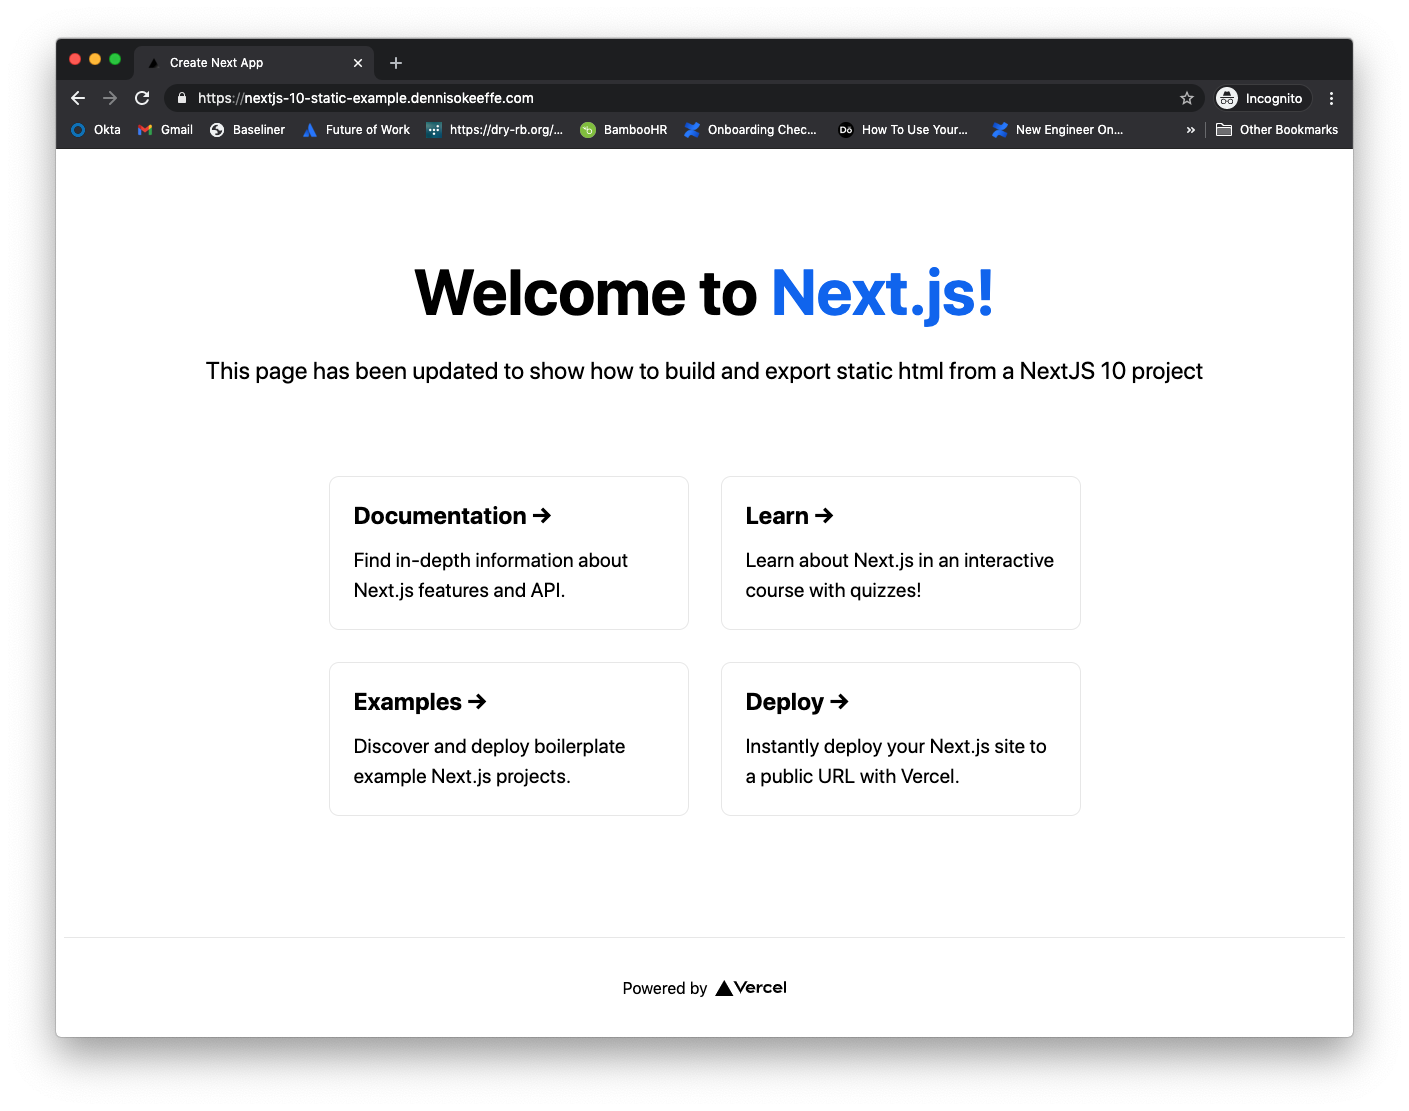 Create Next App
https://nextjs-10-static-example.dennisokeeffe.com
Incognito
Okta
Gmail
Baseliner
Future of Work
https://dry-rb.org/...
BambooHR
Onboarding Chec...
Dō How To Use Your...
New Engineer On...
»
Other Bookmarks
Welcome to Next.js!
This page has been updated to show how to build and export static html from a NextJS 10 project
Documentation →
Find in-depth information about
Next.js features and API.
Learn →
Learn about Next.js in an interactive
course with quizzes!
Examples →
Discover and deploy boilerplate
example Next.js projects.
Deploy →
Instantly deploy your Next.js site to
a public URL with Vercel.
Powered by Vercel